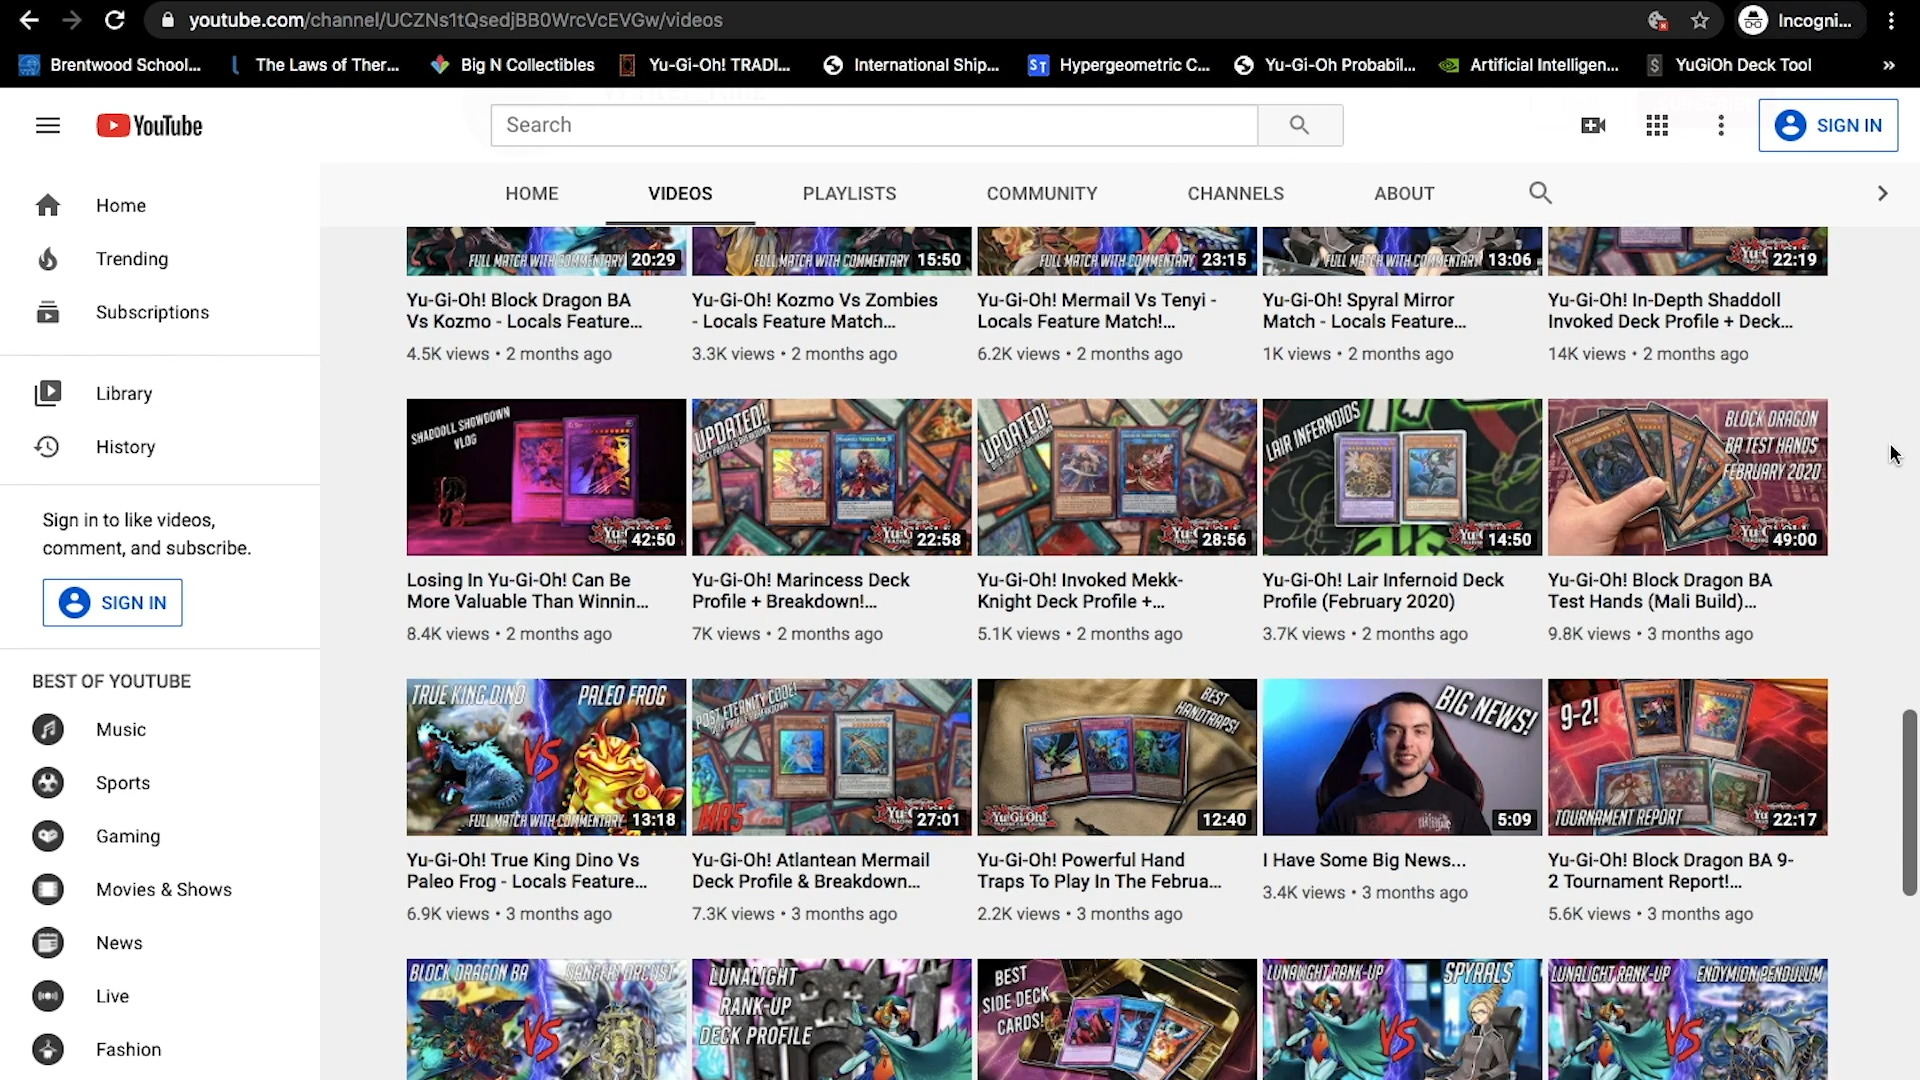 youtube.com/channel/UCZNs1tQsedjBB0WrcVcEVGw/videos
Incogni...
Brentwood School...
The Laws of Ther...
Big N Collectibles
Yu-Gi-Oh! TRADI...
International Ship...
ST Hypergeometric C...
Yu-Gi-Oh Probabil...
Artificial Intelligen...
YuGiOh Deck Tool
»
YouTube
Search
SIGN IN
HOME
VIDEOS
PLAYLISTS
COMMUNITY
CHANNELS
ABOUT
Home
Trending
Subscriptions
Library
History
Sign in to like videos,
comment, and subscribe.
SIGN IN
BEST OF YOUTUBE
Music
Sports
Gaming
Movies & Shows
News
Live
Fashion
FULL MATCH WITH COMMENTARY 20:29
FULL MATCH WITH COMMENTARY 15:50
FULL MATCH WITH COMMENTARY 23:15
FULL MATCH WITH COMMENTARY 13:06
22:19
Yu-Gi-Oh! Block Dragon BA
Vs Kozmo - Locals Feature...
4.5K views • 2 months ago
Yu-Gi-Oh! Kozmo Vs Zombies
- Locals Feature Match...
3.3K views • 2 months ago
Yu-Gi-Oh! Mermail Vs Tenyi -
Locals Feature Match!...
6.2K views • 2 months ago
Yu-Gi-Oh! Spyral Mirror
Match - Locals Feature...
1K views • 2 months ago
Yu-Gi-Oh! In-Depth Shaddoll
Invoked Deck Profile + Deck...
14K views • 2 months ago
SHADDOLL SHOWDOWN
VLOG
42:50
UPDATED!
DECK PROFILE & BREAKDOWN
22:58
UPDATED!
DECK PROFILE & BREAKDOWN
28:56
LAIR INFERNOIDS
14:50
BLOCK DRAGON
BA TEST HANDS
FEBRUARY 2020
49:00
Losing In Yu-Gi-Oh! Can Be
More Valuable Than Winnin...
8.4K views • 2 months ago
Yu-Gi-Oh! Marincess Deck
Profile + Breakdown!...
7K views • 2 months ago
Yu-Gi-Oh! Invoked Mekk-
Knight Deck Profile +...
5.1K views • 2 months ago
Yu-Gi-Oh! Lair Infernoid Deck
Profile (February 2020)
3.7K views • 2 months ago
Yu-Gi-Oh! Block Dragon BA
Test Hands (Mali Build)...
9.8K views • 3 months ago
TRUE KING DINO PALEO FROG
VS
FULL MATCH WITH COMMENTARY 13:18
POST ETERNITY CODE!
DECK PROFILE & BREAKDOWN
MR5
27:01
BEST
HANDTRAPS!
Yu-Gi-Oh!
12:40
BIG NEWS!
5:09
9-2!
TOURNAMENT REPORT
22:17
Yu-Gi-Oh! True King Dino Vs
Paleo Frog - Locals Feature...
6.9K views • 3 months ago
Yu-Gi-Oh! Atlantean Mermail
Deck Profile & Breakdown...
7.3K views • 3 months ago
Yu-Gi-Oh! Powerful Hand
Traps To Play In The Februa...
2.2K views • 3 months ago
I Have Some Big News...
3.4K views • 3 months ago
Yu-Gi-Oh! Block Dragon BA 9-
2 Tournament Report!...
5.6K views • 3 months ago
BLOCK DRAGON BA
VS
LUNALIGHT
RANK-UP
DECK PROFILE
BEST
SIDE DECK
CARDS!
LUNALIGHT RANK-UP SPYRALS
VS
LUNALIGHT RANK-UP ENDYMION PENDULUM
VS